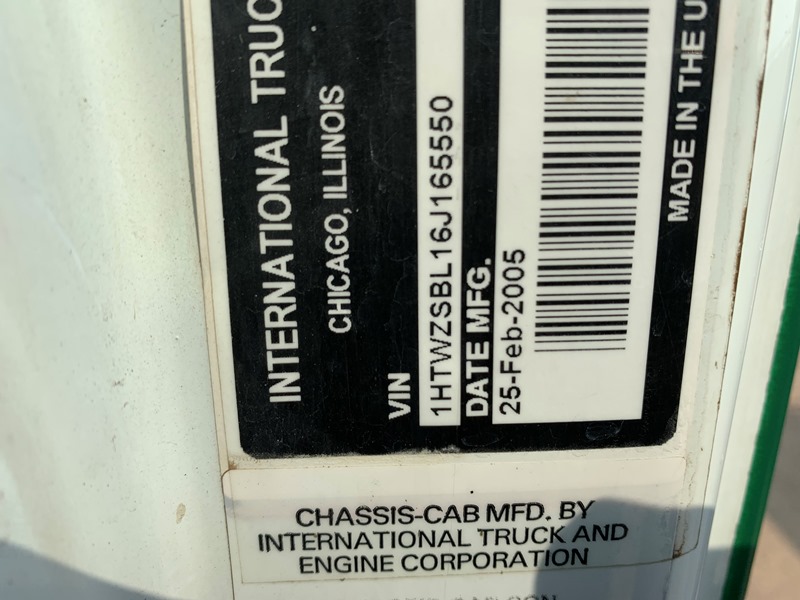 INTERNATIONAL TRUC
CHICAGO, ILLINOIS
VIN
1HTWZSBL16J165550
DATE MFG.
25-Feb-2005
MADE IN THE U
CHASSIS-CAB MFD. BY
INTERNATIONAL TRUCK AND
ENGINE CORPORATION